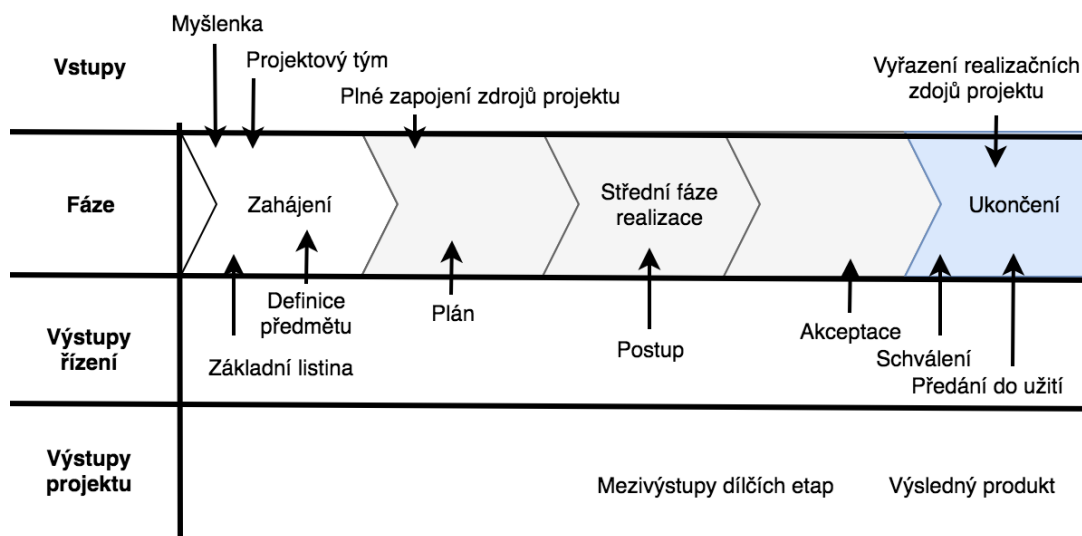 Myšlenka
Vstupy
Projektový tým
Plné zapojení zdrojů projektu
Vyřazení realizačních
zdojů projektu
Fáze
Zahájení
Střední fáze
realizace
Ukončení
Výstupy
řízení
Základní listina
Definice
předmětu
Plán
Postup
Akceptace
Schválení
Předání do užití
Výstupy
projektu
Mezivýstupy dílčích etap
Výsledný produkt